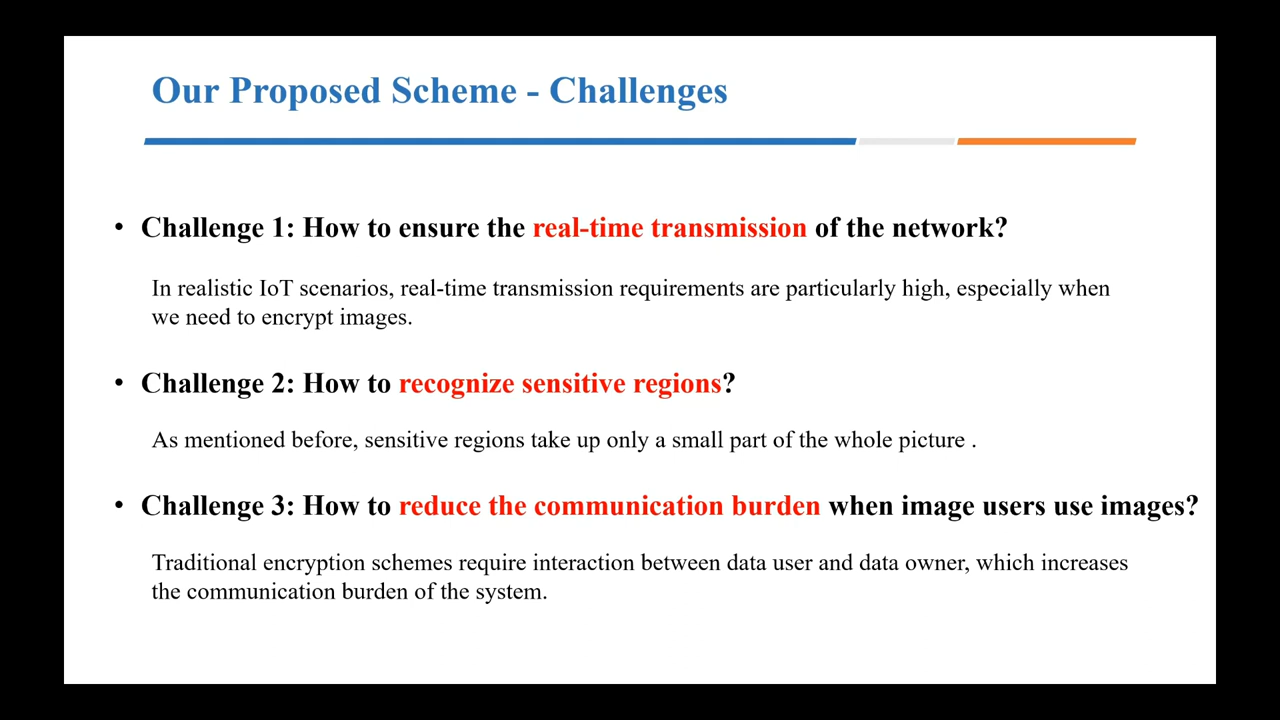 Our Proposed Scheme - Challenges
• Challenge 1: How to ensure the real-time transmission of the network?
In realistic IoT scenarios, real-time transmission requirements are particularly high, especially when
we need to encrypt images.
• Challenge 2: How to recognize sensitive regions?
As mentioned before, sensitive regions take up only a small part of the whole picture .
• Challenge 3: How to reduce the communication burden when image users use images?
Traditional encryption schemes require interaction between data user and data owner, which increases
the communication burden of the system.